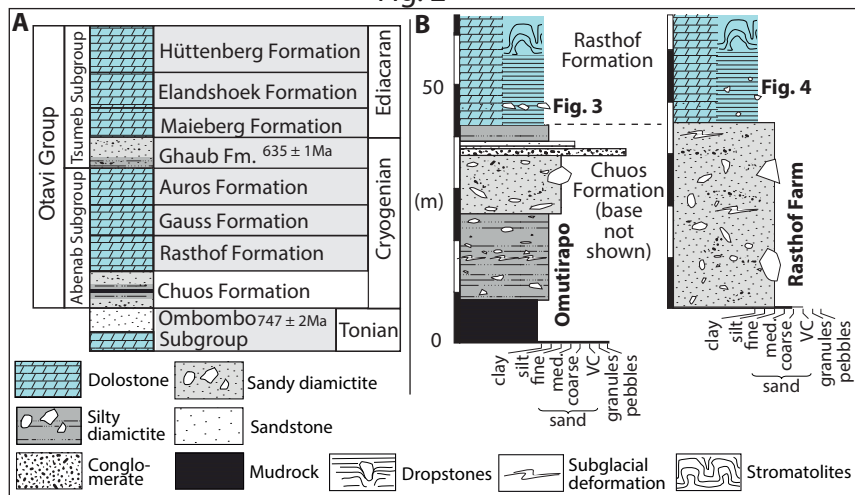 A
Otavi Group
Tsumeb Subgroup
Abenab Subgroup
Hüttenberg Formation
Elandshoek Formation
Maieberg Formation
Ghaub Fm. 635 ± 1Ma
Auros Formation
Gauss Formation
Rasthof Formation
Chuos Formation
Ombombo 747 ± 2Ma
Subgroup
Ediacaran
Cryogenian
Tonian
B
50
(m)
0
Rasthof
Formation
Fig. 3
Fig. 4
Chuos
Formation
(base
not
shown)
Omutirapo
Rasthof Farm
clay
silt
fine
med.
coarse
VC
granules
pebbles
sand
clay
silt
fine
med.
coarse
VC
granules
pebbles
sand
Dolostone
Sandy diamictite
Silty
diamictite
Sandstone
Conglo-
merate
Mudrock
Dropstones
Subglacial
deformation
Stromatolites